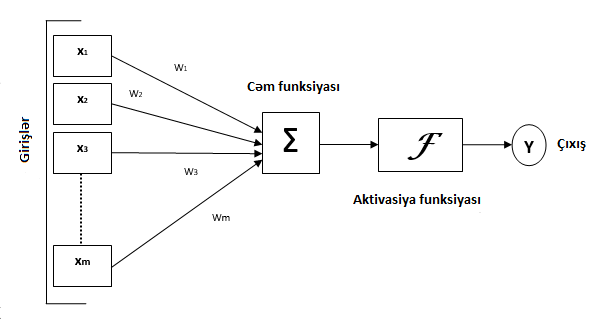 Girişlər
x1
x2
x3
xm
W1
W2
W3
Wm
Cəm funksiyası
Σ
F
Aktivasiya funksiyası
Y
Çıxış